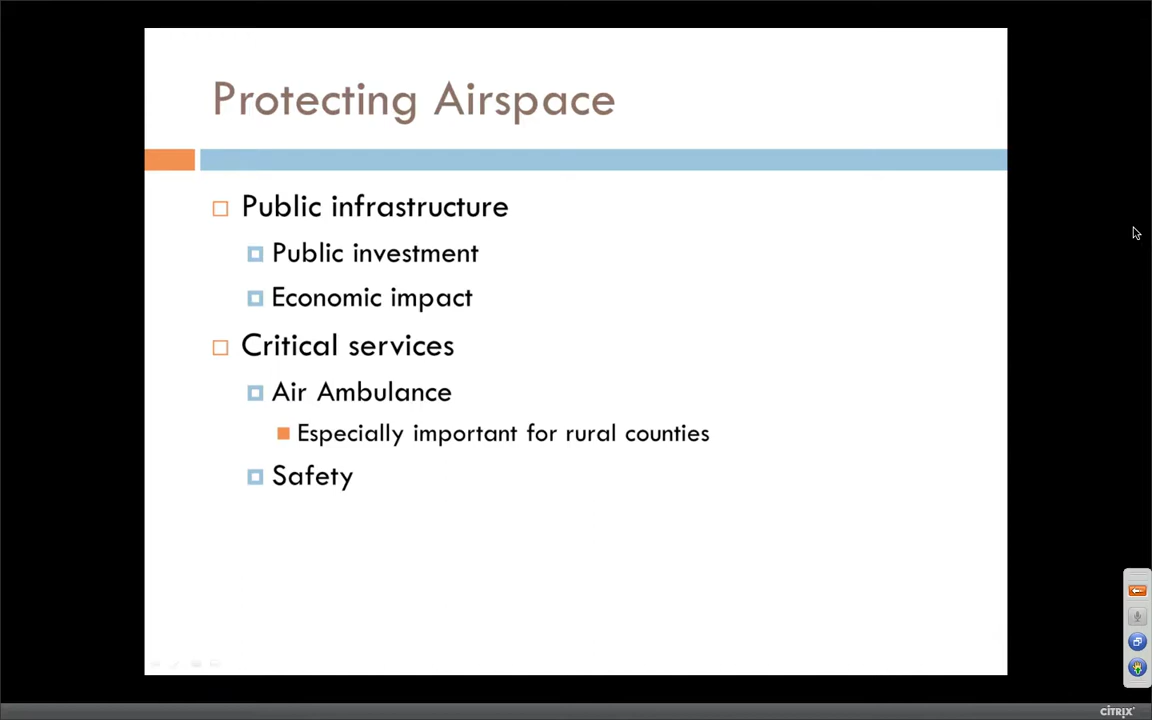 Protecting Airspace
Public infrastructure
Public investment
Economic impact
Critical services
Air Ambulance
Especially important for rural counties
Safety
CITRIX